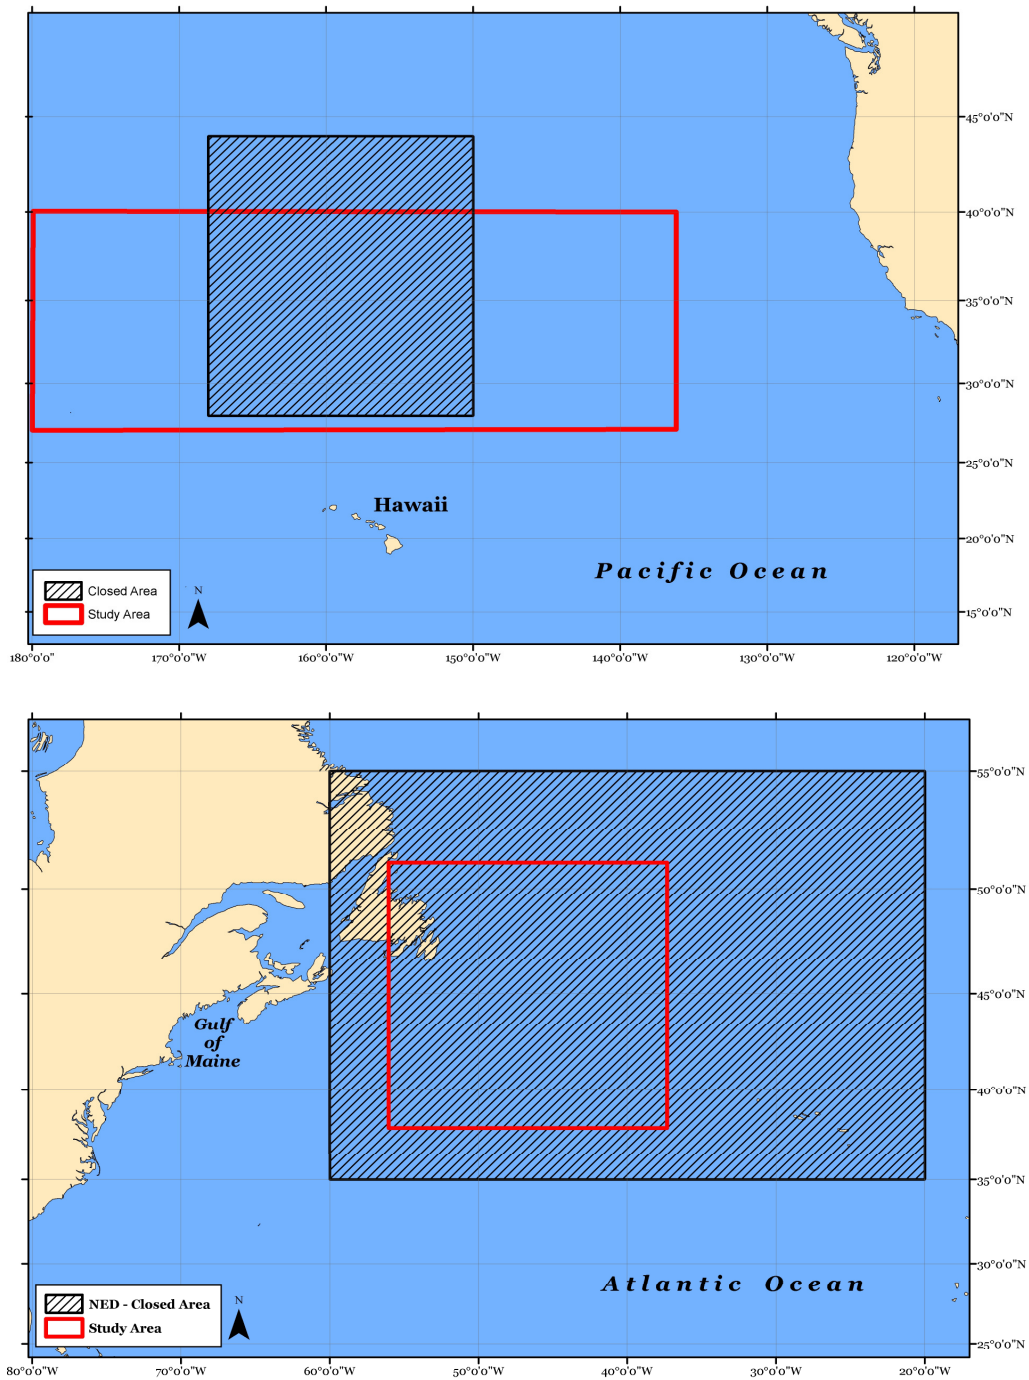 45°0'0"N
40°0'0"N
35°0'0"N
30°0'0"N
25°0'0"N
Hawaii
20°0'0"N
Pacific Ocean
Closed Area
Study Area
N
15°0'0"N
180°0'0"
170°0'0"W
160°0'0"W
150°0'0"W
140°0'0"W
130°0'0"W
120°0'0"W
55°0'0"N
50°0'0"N
45°0'0"N
Gulf
of
Maine
40°0'0"N
35°0'0"N
30°0'0"N
Atlantic Ocean
NED - Closed Area
Study Area
N
25°0'0"N
80°0'0"W
70°0'0"W
60°0'0"W
50°0'0"W
40°0'0"W
30°0'0"W
20°0'0"W